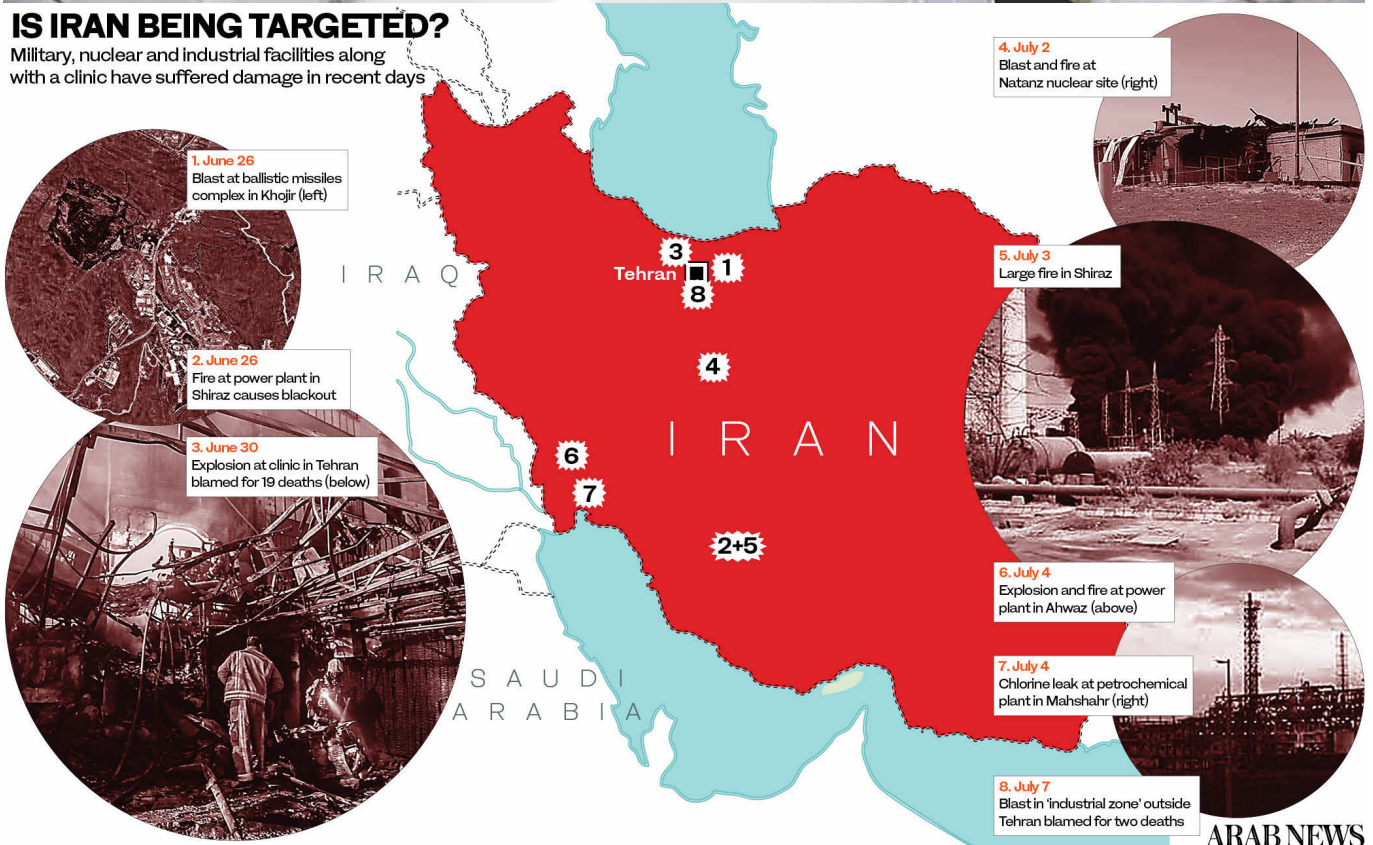 IS IRAN BEING TARGETED?
Military, nuclear and industrial facilities along
with a clinic have suffered damage in recent days
1. June 26
Blast at ballistic missiles
complex in Khojir (left)
2. June 26
Fire at power plant in
Shiraz causes blackout
3. June 30
Explosion at clinic in Tehran
blamed for 19 deaths (below)
IRAQ
Tehran
3
1
8
4
IRAN
6
7
2+5
SAUDI
ARABIA
4. July 2
Blast and fire at
Natanz nuclear site (right)
5. July 3
Large fire in Shiraz
6. July 4
Explosion and fire at power
plant in Ahwaz (above)
7. July 4
Chlorine leak at petrochemical
plant in Mahshahr (right)
8. July 7
Blast in ‘industrial zone’ outside
Tehran blamed for two deaths
ARAB NEWS